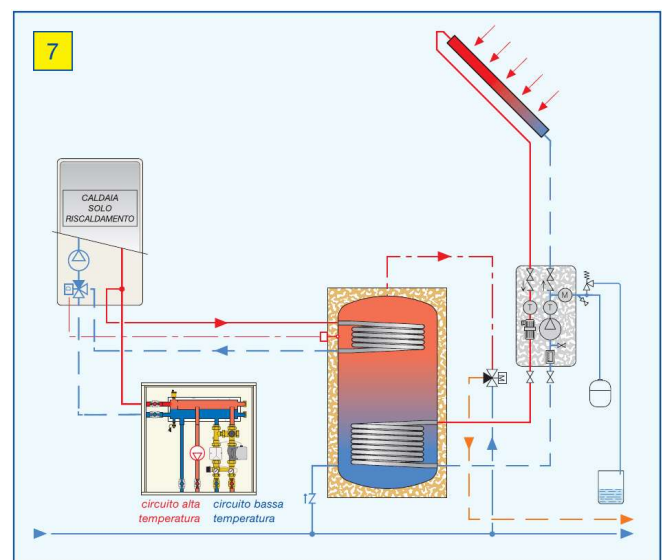 7
CALDAIA
SOLO
RISCALDAMENTO
M
T
T
M
circuito alta
temperatura
circuito bassa
temperatura